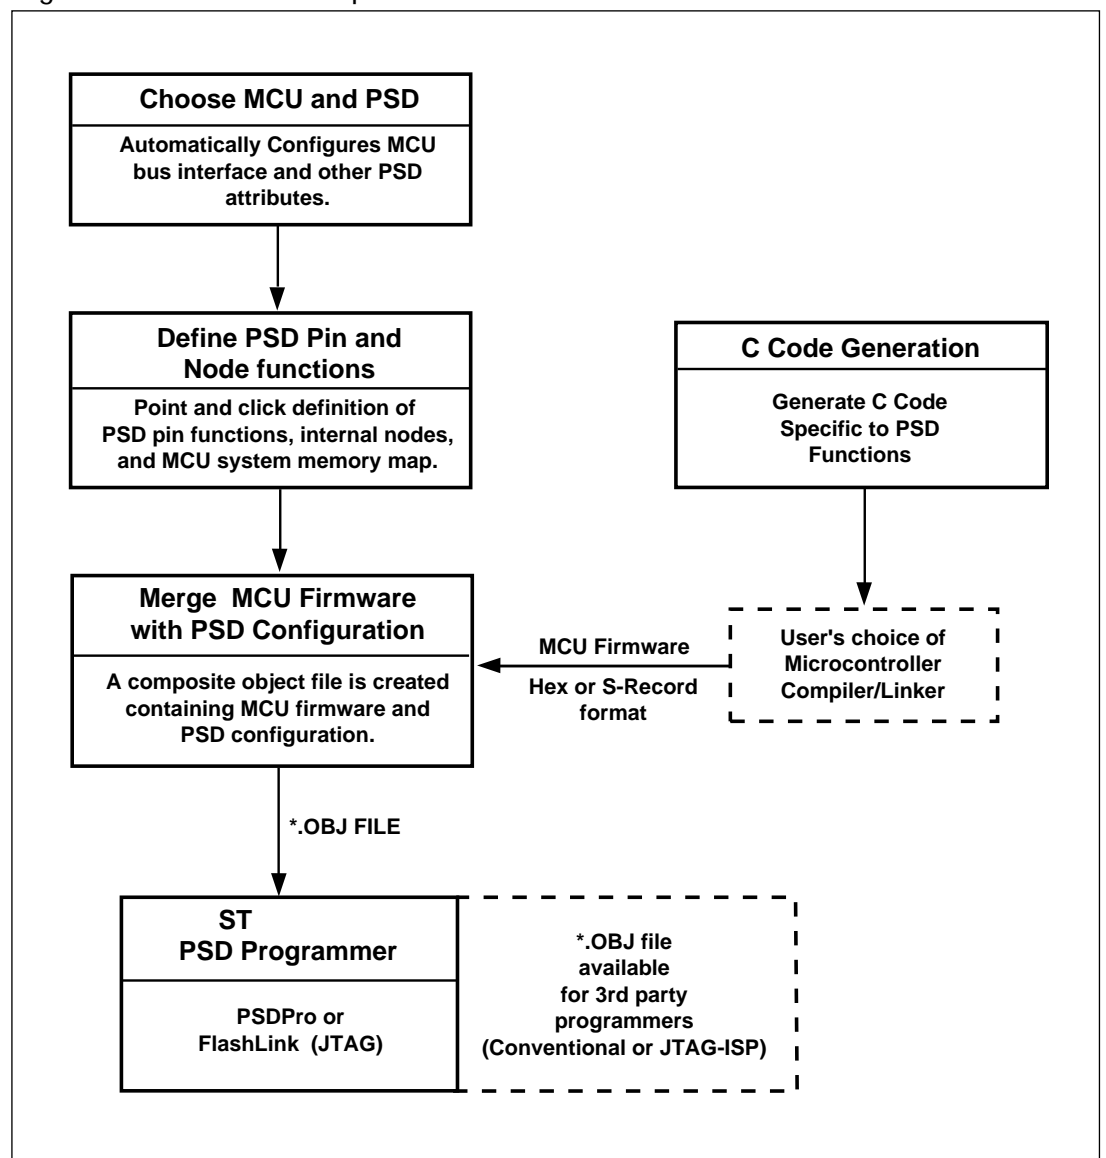 Choose MCU and PSD
Automatically Configures MCU
bus interface and other PSD
attributes.
Define PSD Pin and
Node functions
Point and click definition of
PSD pin functions, internal nodes,
and MCU system memory map.
C Code Generation
Generate C Code
Specific to PSD
Functions
Merge MCU Firmware
with PSD Configuration
A composite object file is created
containing MCU firmware and
PSD configuration.
MCU Firmware
Hex or S-Record
format
User's choice of
Microcontroller
Compiler/Linker
*.OBJ FILE
ST
PSD Programmer
PSDPro or
FlashLink (JTAG)
*.OBJ file
available
for 3rd party
programmers
(Conventional or JTAG-ISP)